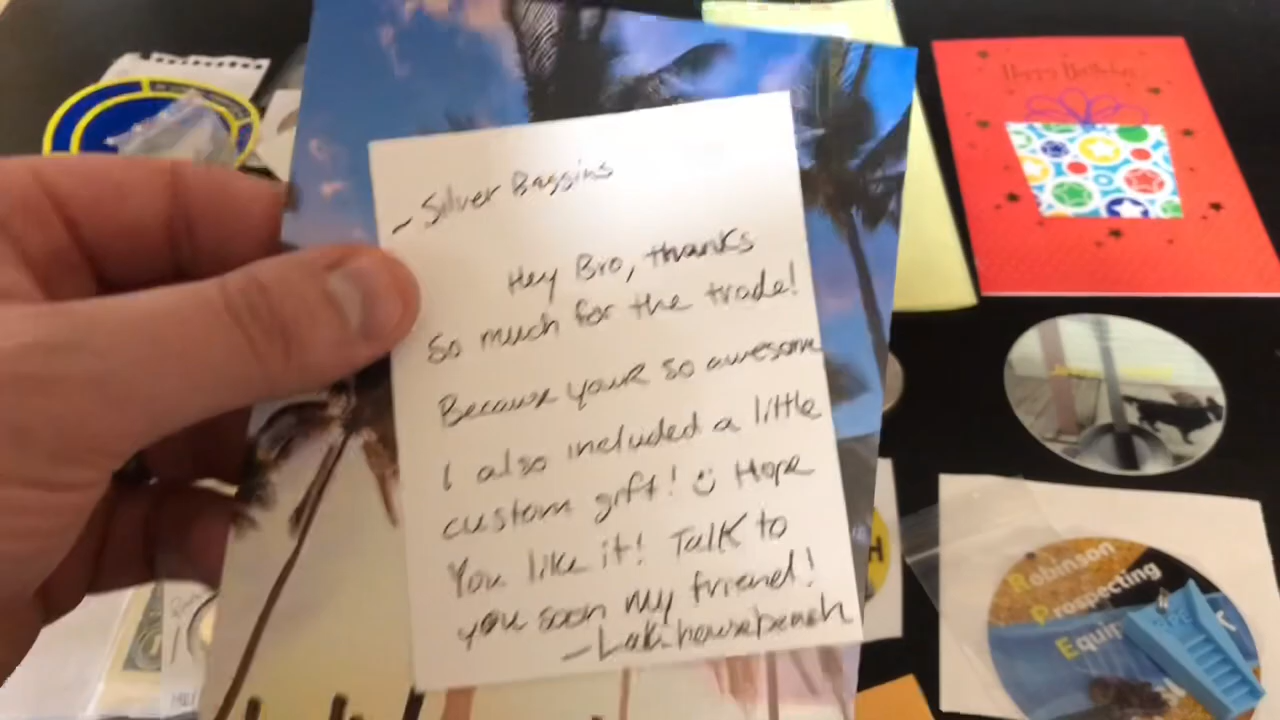 ~Silver Baggins
Hey Bro, thanks
so much for the trade!
Because your so awesome
I also included a little
custom gift! Hope
You like it! Talk to
you soon my friend!
-Lakehousebeach
Happy Birthday
Robinson
Prospecting
Equip